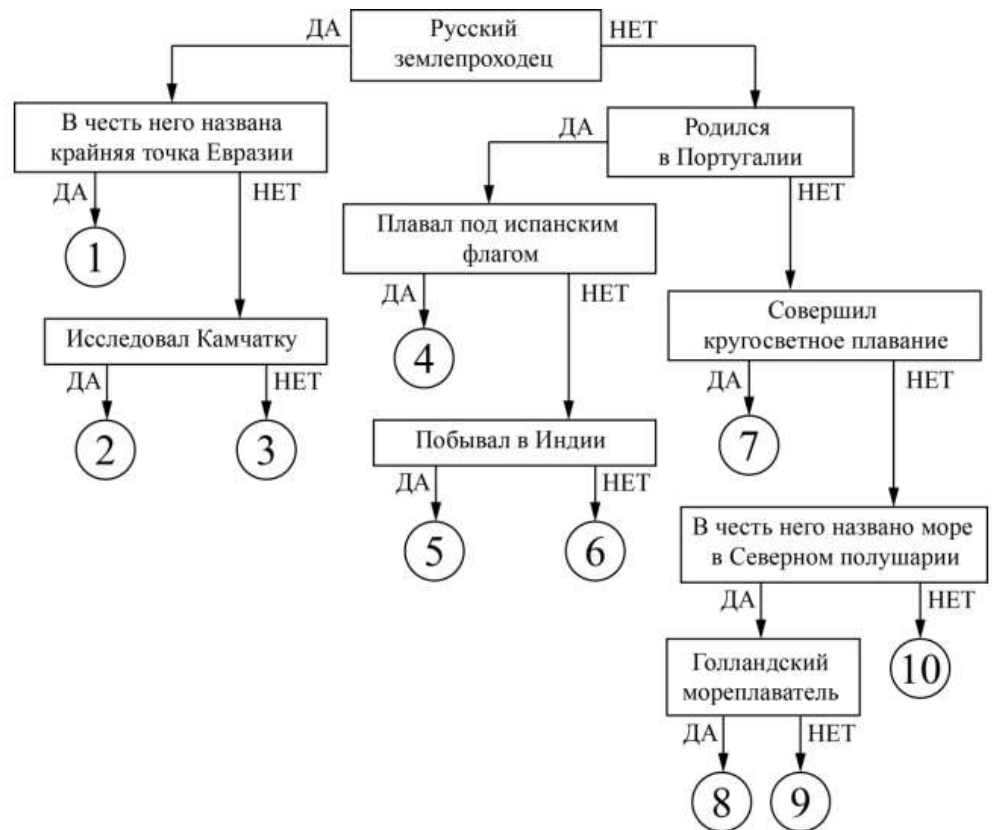 ДА
Русский
землепроходец
НЕТ
В честь него названа
крайняя точка Евразии
ДА
Родился
в Португалии
ДА
НЕТ
1
Плавал под испанским
флагом
НЕТ
ДА
НЕТ
Исследовал Камчатку
4
Совершил
кругосветное плавание
ДА
НЕТ
ДА
НЕТ
2
3
Побывал в Индии
7
ДА
НЕТ
5
6
В честь него названо море
в Северном полушарии
ДА
НЕТ
Голландский
мореплаватель
10
ДА
НЕТ
8
9